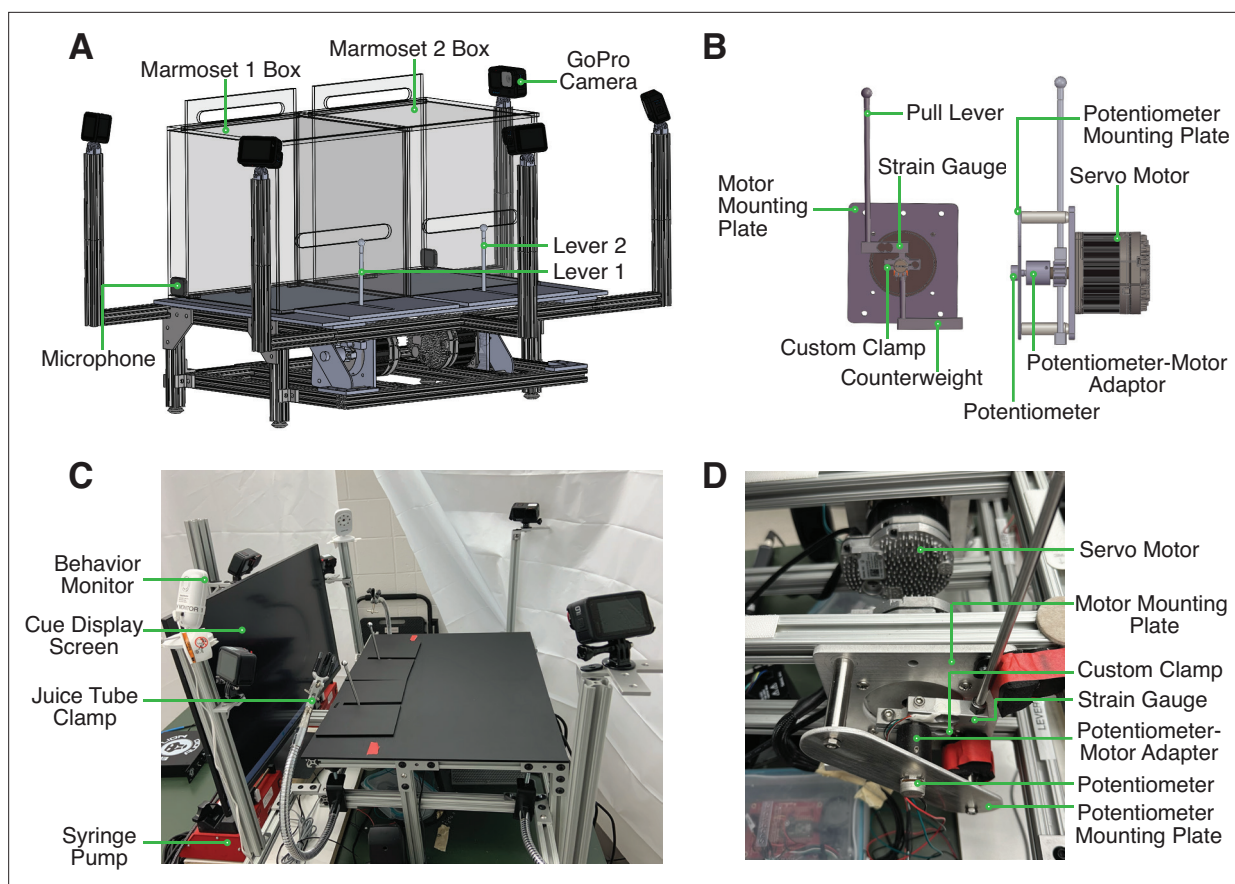 A
Marmoset 1 Box
Marmoset 2 Box
GoPro
Camera
Lever 2
Lever 1
Microphone
B
Pull Lever
Strain Gauge
Motor
Mounting
Plate
Custom Clamp
Counterweight
Potentiometer
Mounting Plate
Servo Motor
Potentiometer-Motor
Adaptor
Potentiometer
C
Behavior
Monitor
Cue Display
Screen
Juice Tube
Clamp
Syringe
Pump
D
Servo Motor
Motor Mounting
Plate
Custom Clamp
Strain Gauge
Potentiometer-
Motor Adapter
Potentiometer
Potentiometer
Mounting Plate